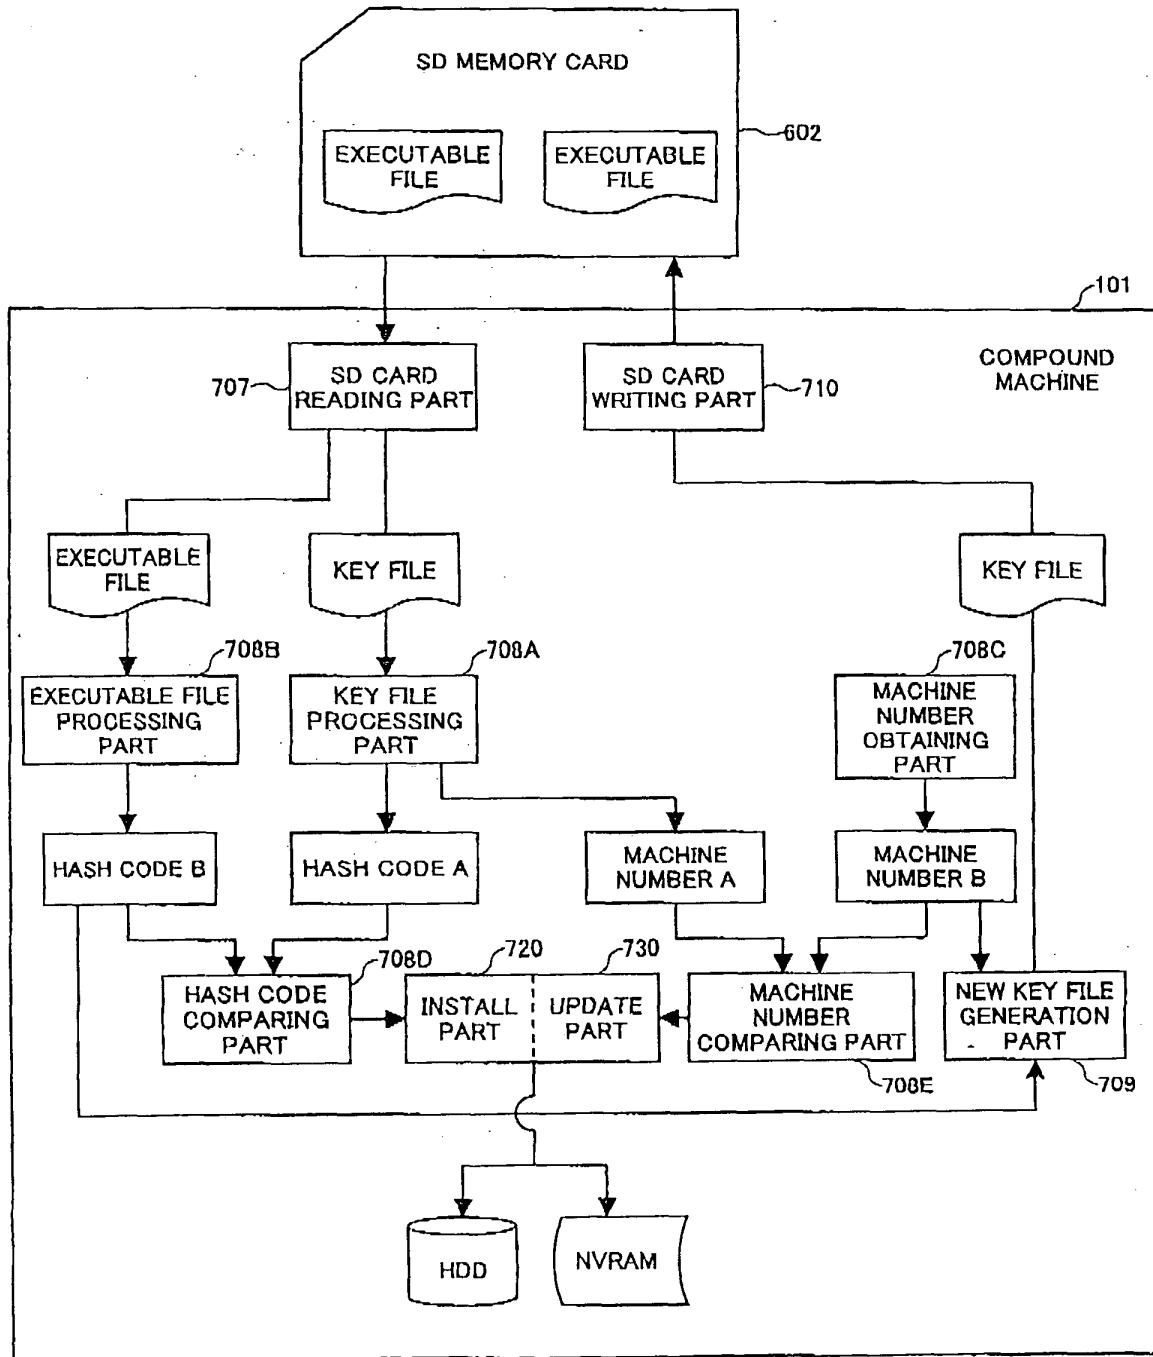 SD MEMORY CARD
602
EXECUTABLE
FILE
EXECUTABLE
FILE
101
COMPOUND
MACHINE
707
SD CARD
READING PART
SD CARD
WRITING PART
710
EXECUTABLE
FILE
KEY FILE
KEY FILE
708B
EXECUTABLE FILE
PROCESSING
PART
708A
KEY FILE
PROCESSING
PART
708C
MACHINE
NUMBER
OBTAINING
PART
HASH CODE B
HASH CODE A
MACHINE
NUMBER A
MACHINE
NUMBER B
708D
HASH CODE
COMPARING
PART
720
INSTALL
PART
730
UPDATE
PART
MACHINE
NUMBER
COMPARING PART
708E
NEW KEY FILE
GENERATION
PART
709
HDD
NVRAM